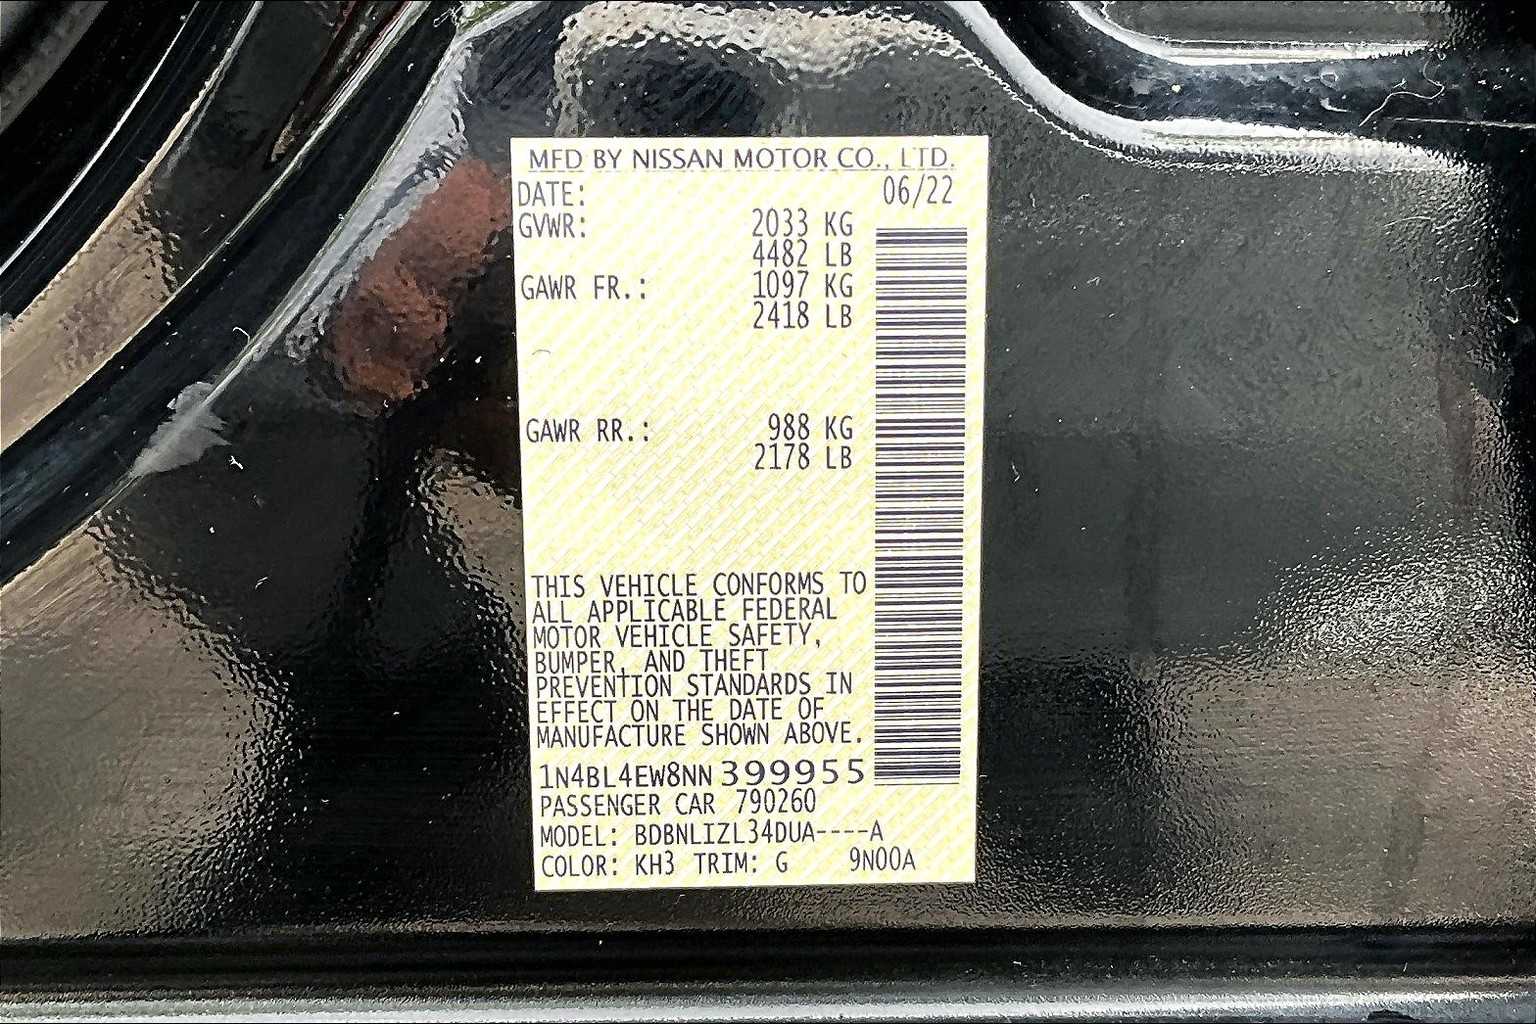 MFD BY NISSAN MOTOR CO., LTD.
DATE: 06/22
GVWR: 2033 KG
4482 LB
GAWR FR.: 1097 KG
2418 LB
GAWR RR.: 988 KG
2178 LB
THIS VEHICLE CONFORMS TO
ALL APPLICABLE FEDERAL
MOTOR VEHICLE SAFETY,
BUMPER, AND THEFT
PREVENTION STANDARDS IN
EFFECT ON THE DATE OF
MANUFACTURE SHOWN ABOVE.
1N4BL4EW8NN399955
PASSENGER CAR 790260
MODEL: BDBNLIZL34DUA----A
COLOR: KH3 TRIM: G 9N00A